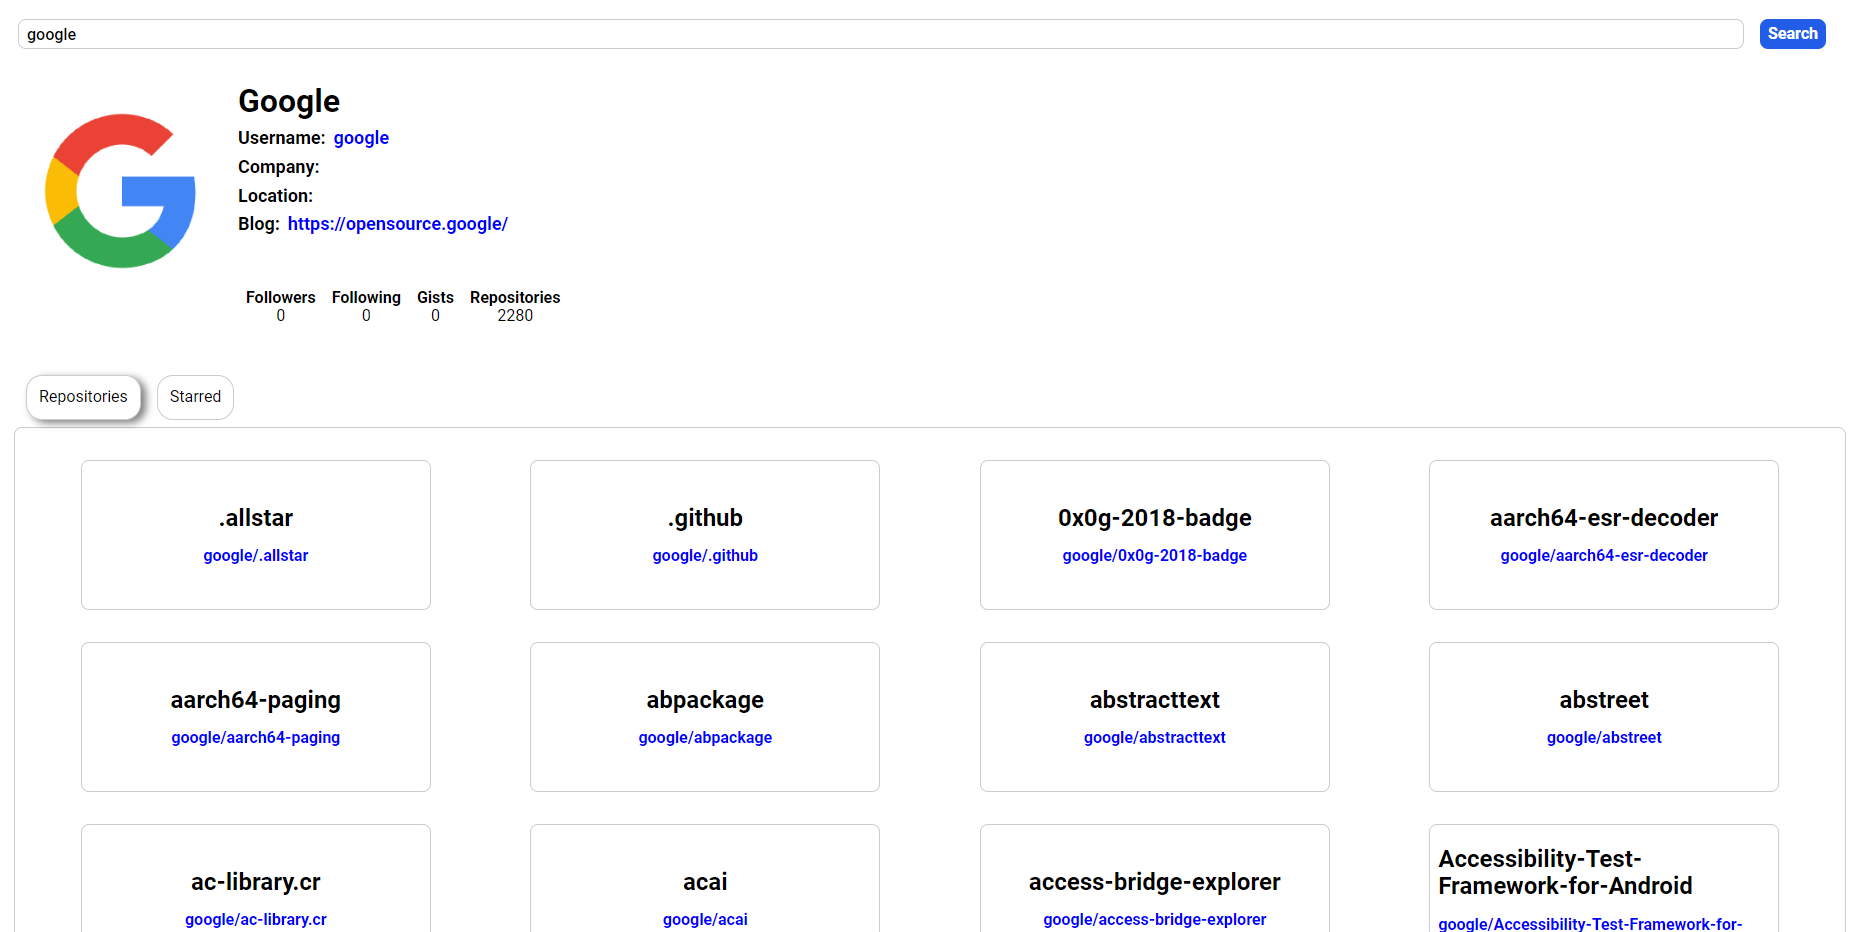 google
Search
Google
Username: google
Company:
Location:
Blog: https://opensource.google/
Followers Following Gists Repositories
0 0 0 2280
Repositories Starred
.allstar .github 0x0g-2018-badge aarch64-esr-decoder
google/.allstar google/.github google/0x0g-2018-badge google/aarch64-esr-decoder
aarch64-paging abpackage abstracttext abstreet
google/aarch64-paging google/abpackage google/abstracttext google/abstreet
ac-library.cr acai access-bridge-explorer
google/ac-library.cr google/acai google/access-bridge-explorer
Accessibility-Test-
Framework-for-Android
google/Accessibility-Test-Framework-for-